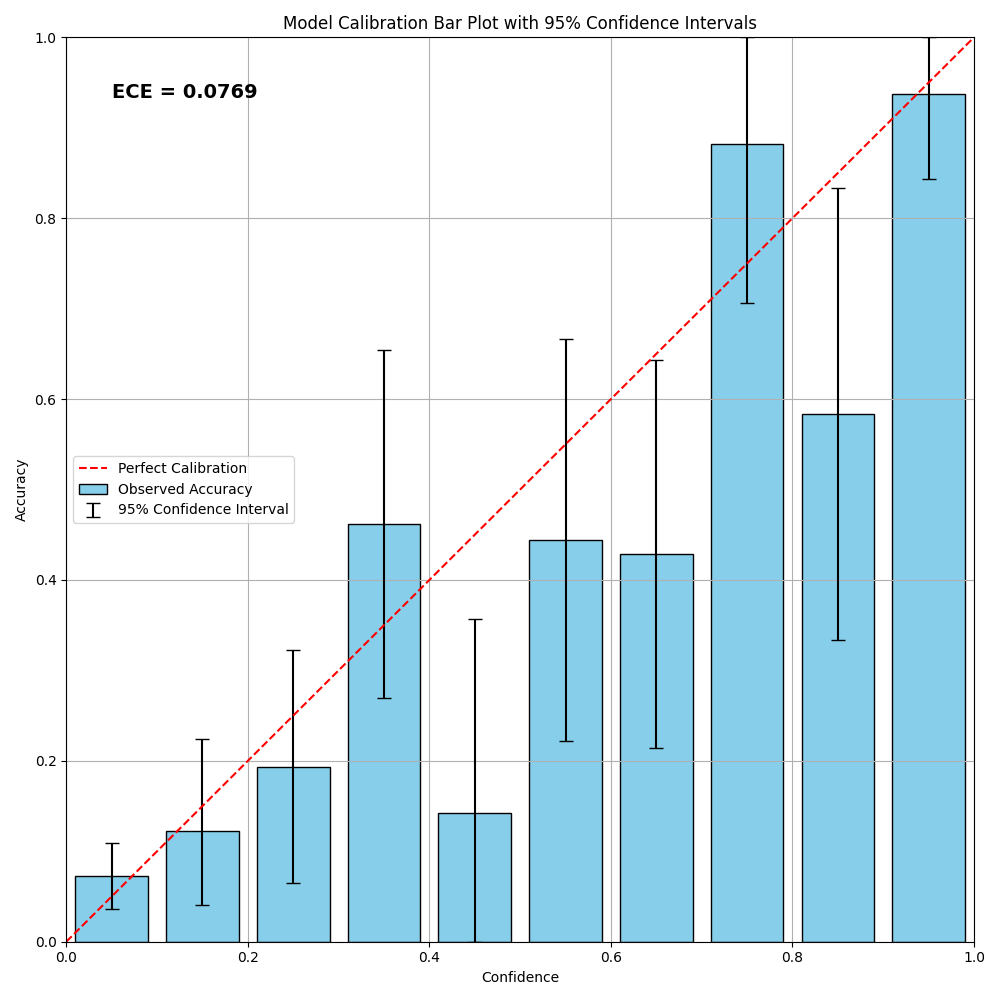 Model Calibration Bar Plot with 95% Confidence Intervals
ECE = 0.0769
Perfect Calibration
Observed Accuracy
95% Confidence Interval
Accuracy
1.0
0.8
0.6
0.4
0.2
0.0
0.0 0.2 0.4 0.6 0.8 1.0
Confidence